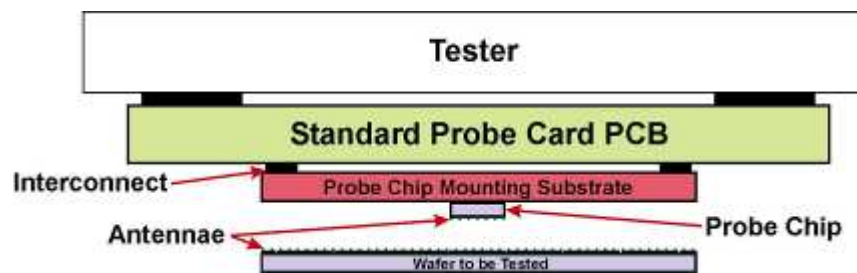 Tester
Standard Probe Card PCB
Interconnect
Probe Chip Mounting Substrate
Antennae
Probe Chip
Wafer to be Tested